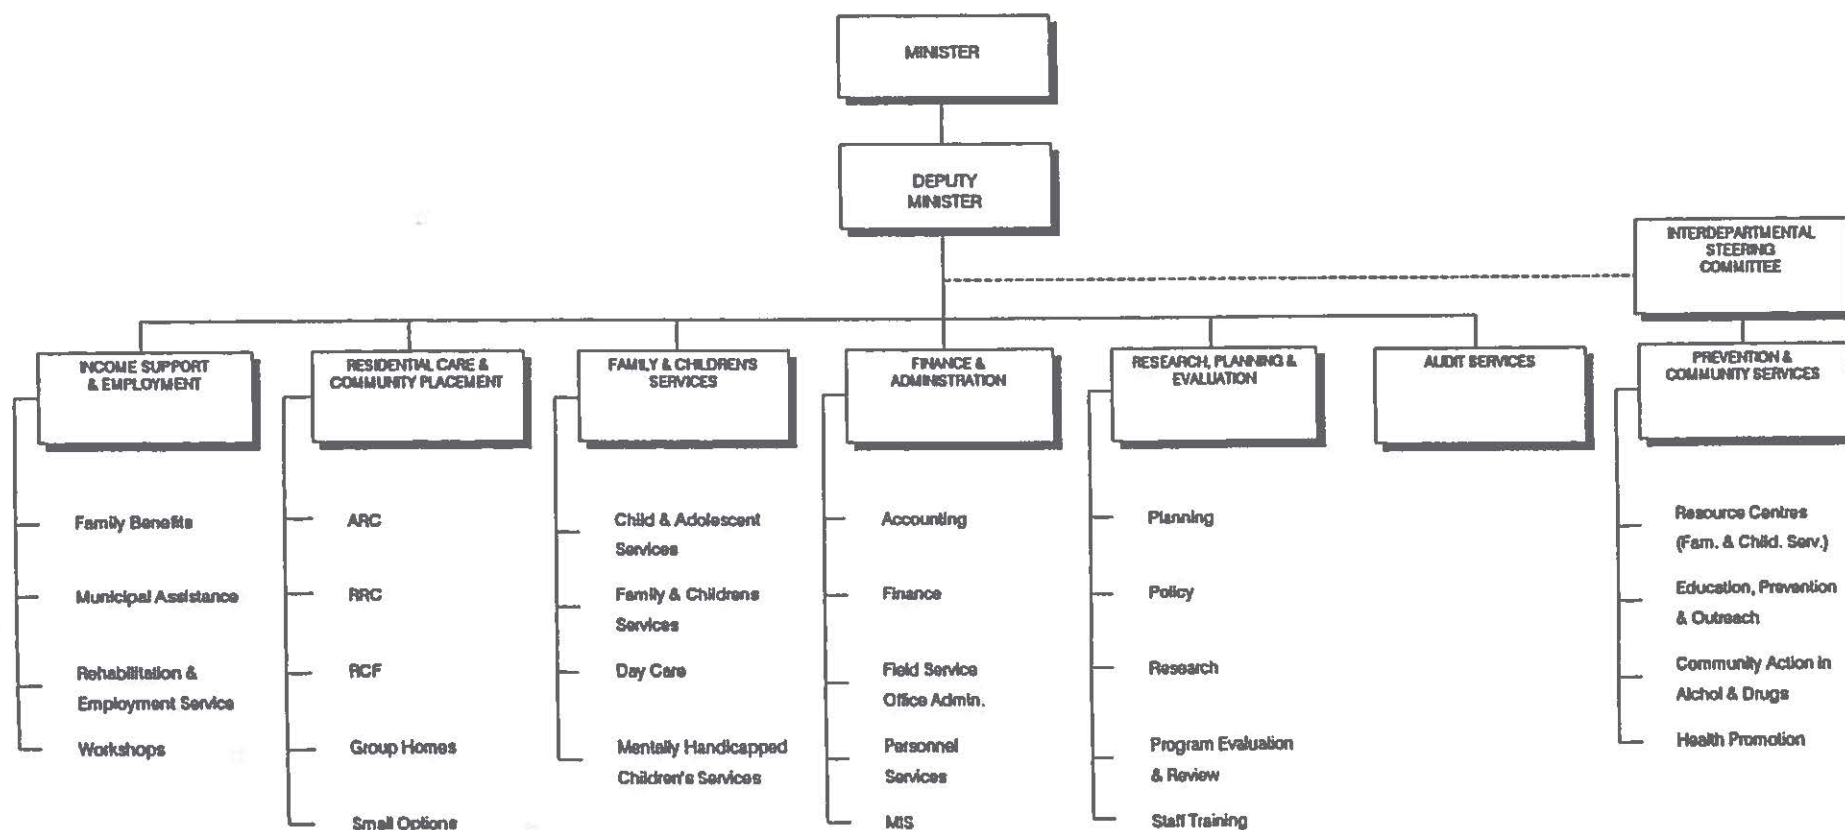 MINISTER
DEPUTY
MINISTER
INTERDEPARTMENTAL
STEERING
COMMITTEE
INCOME SUPPORT
& EMPLOYMENT
RESIDENTIAL CARE &
COMMUNITY PLACEMENT
FAMILY & CHILDREN'S
SERVICES
FINANCE &
ADMINISTRATION
RESEARCH, PLANNING &
EVALUATION
AUDIT SERVICES
PREVENTION &
COMMUNITY SERVICES
Family Benefits
Municipal Assistance
Rehabilitation &
Employment Service
Workshops
ARC
RRC
RCF
Group Homes
Small Options
Child & Adolescent
Services
Family & Childrens
Services
Day Care
Mentally Handicapped
Children's Services
Accounting
Finance
Field Service
Office Admin.
Personnel
Services
MIS
Planning
Policy
Research
Program Evaluation
& Review
Staff Training
Resource Centres
(Fam. & Child. Serv.)
Education, Prevention
& Outreach
Community Action in
Alchol & Drugs
Health Promotion